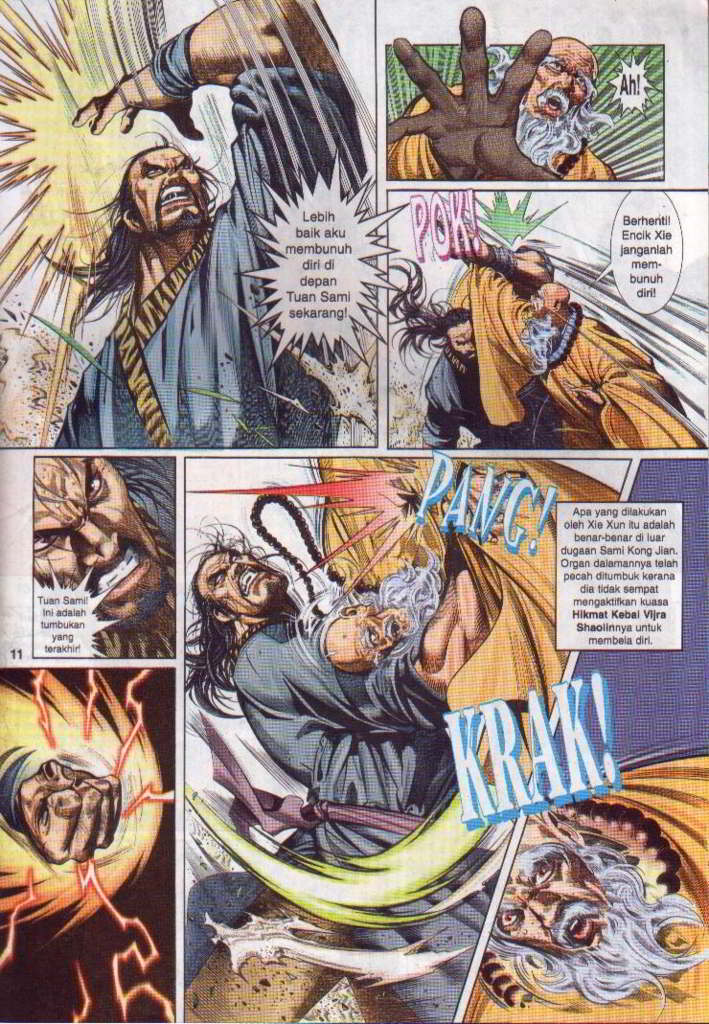 Ah!
Lebih
baik aku
membunuh
diri di
depan
Tuan Sami
sekarang!
POK!
Berhenti!
Encik Xie
janganlah
mem-
bunuh
diri!
Tuan Sami!
Ini adalah
tumbukan
yang
terakhir!
PANG!
Apa yang dilakukan
oleh Xie Xun itu adalah
benar-benar di luar
dugaan Sami Kong Jian.
Organ dalamannya telah
pecah ditumbuk kerana
dia tidak sempat
mengaktifkan kuasa
Hikmat Kebal Vijra
Shaolinnya untuk
membela diri.
11
KRAK!